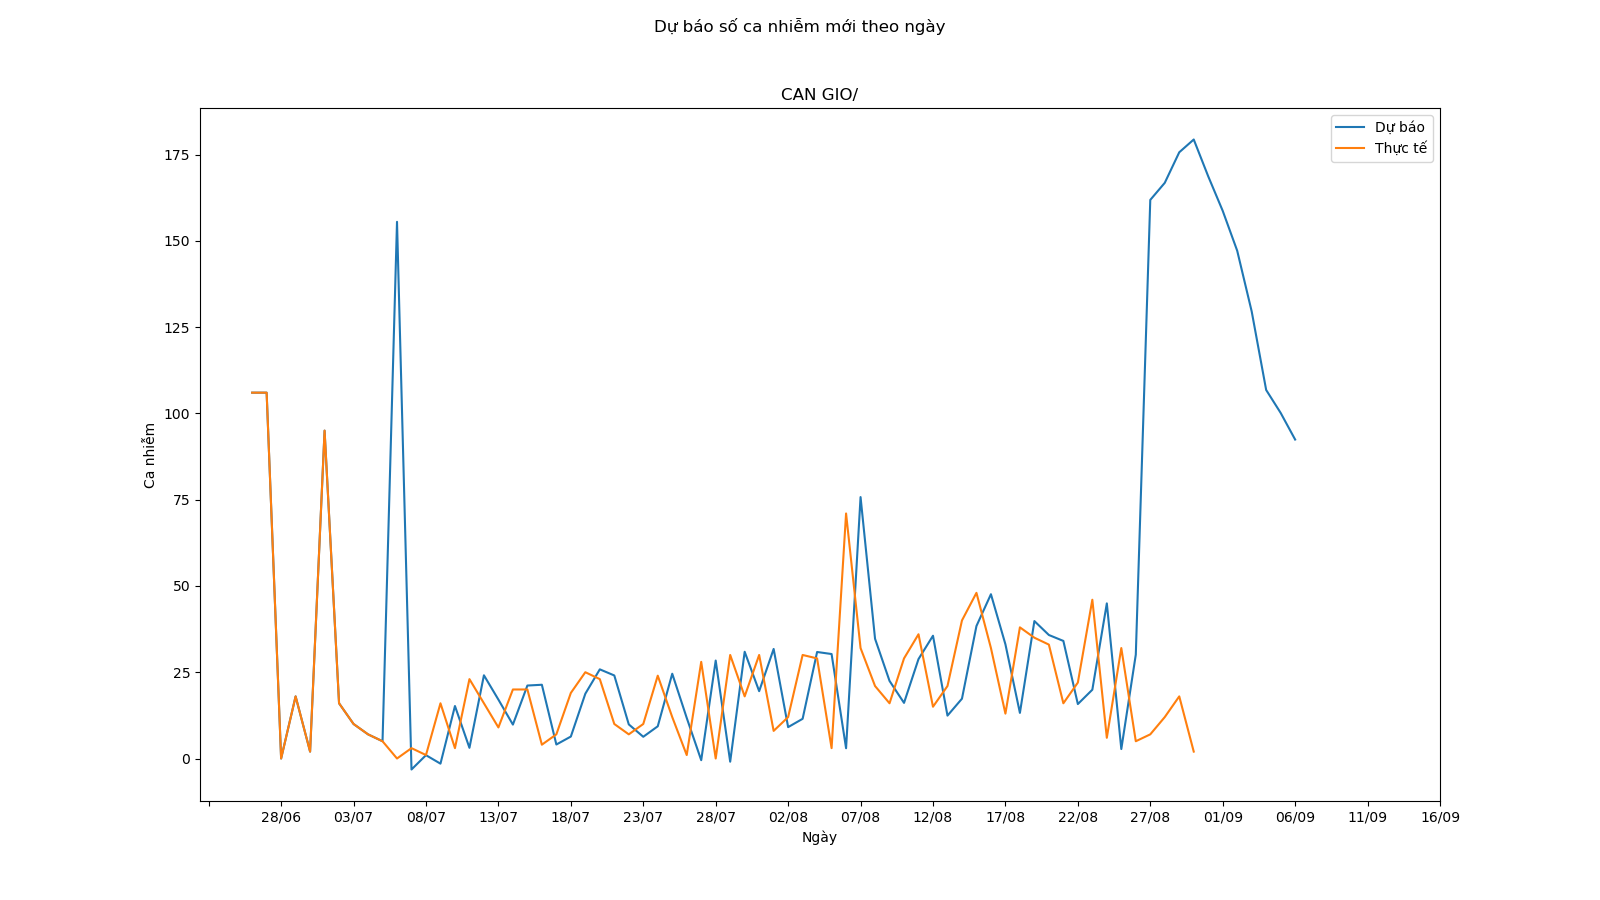 Dự báo số ca nhiễm mới theo ngày
CAN GIO/
Dự báo
Thực tế
175
150
125
100
75
50
25
0
Ca nhiễm
28/06 03/07 08/07 13/07 18/07 23/07 28/07 02/08 07/08 12/08 17/08 22/08 27/08 01/09 06/09 11/09 16/09
Ngày